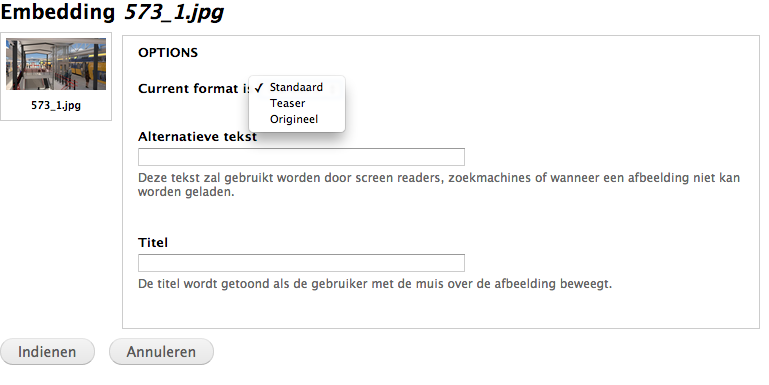 Embedding 573_1.jpg
573_1.jpg
OPTIONS
Current format is
✓ Standaard
Teaser
Origineel
Alternatieve tekst
Deze tekst zal gebruikt worden door screen readers, zoekmachines of wanneer een afbeelding niet kan
worden geladen.
Titel
De titel wordt getoond als de gebruiker met de muis over de afbeelding beweegt.
Indienen
Annuleren